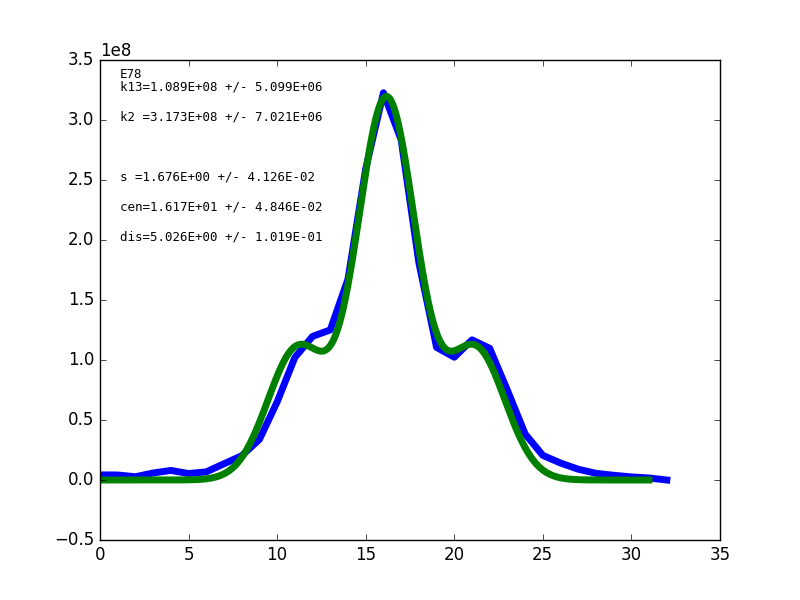 1e8
3.5
3.0
2.5
2.0
1.5
1.0
0.5
0.0
−0.5
E78
k13=1.089E+08 +/- 5.099E+06
k2 =3.173E+08 +/- 7.021E+06
s =1.676E+00 +/- 4.126E-02
cen=1.617E+01 +/- 4.846E-02
dis=5.026E+00 +/- 1.019E-01
0 5 10 15 20 25 30 35